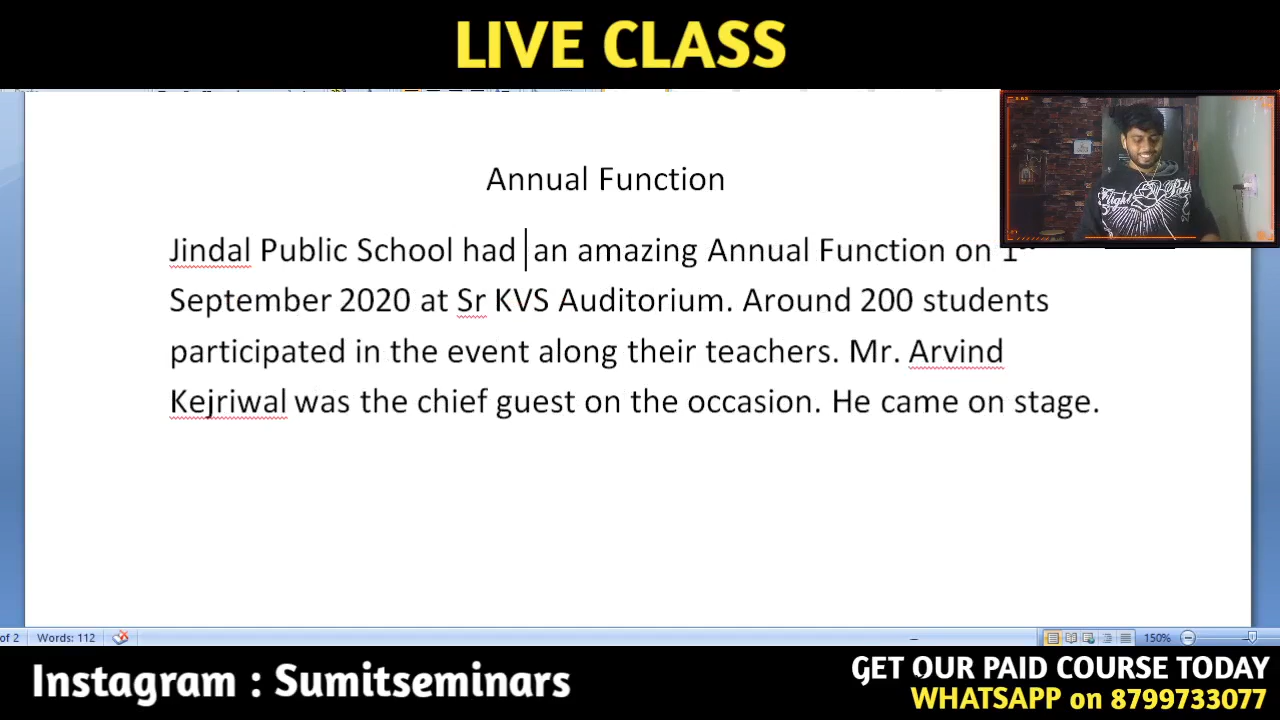 LIVE CLASS
Annual Function
Jindal Public School had an amazing Annual Function on 1
September 2020 at Sr KVS Auditorium. Around 200 students
participated in the event along their teachers. Mr. Arvind
Kejriwal was the chief guest on the occasion. He came on stage.
of 2 Words: 112 150%
Instagram : Sumitseminars
GET OUR PAID COURSE TODAY
WHATSAPP on 8799733077